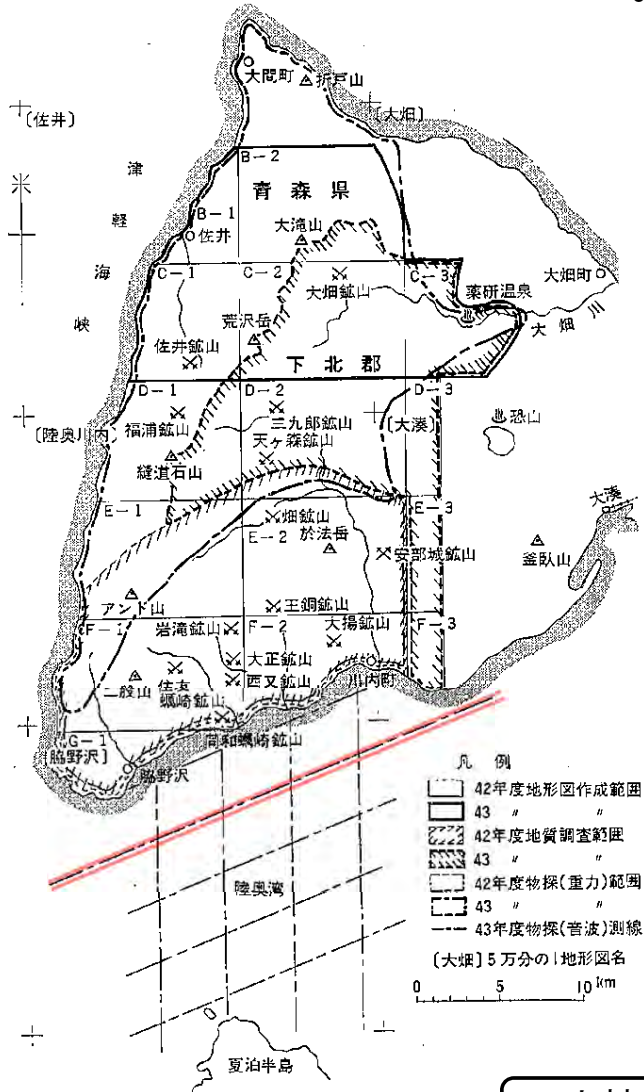 大間町
折戸山
〔佐井〕
〔大畑〕
津軽海峡
B-2
青森県
B-1
佐井
大滝山
C-1
C-2
C-3
大畑鉱山
薬研温泉
大畑町
大畑川
荒沢岳
佐井鉱山
下北郡
D-1
D-2
D-3
福浦鉱山
三九郎鉱山
〔大湊〕
恐山
〔陸奥川内〕
天ヶ森鉱山
縫道石山
E-1
E-2
E-3
畑鉱山
大湊
於法岳
安部城鉱山
釜臥山
アンド山
王銅鉱山
F-1
岩滝鉱山
F-2
大揚鉱山
F-3
大正鉱山
西又鉱山
川内町
蠣崎鉱山
G-1
脇野沢〕
同和蠣崎鉱山
脇野沢
陸奥湾
夏泊半島
凡例
42年度地形図作成範囲
43 〃 〃
42年度地質調査範囲
43 〃 〃
42年度物探(重力)範囲
43 〃 〃
43年度物探(音波)測線
〔大畑〕5万分の1地形図名
0 5 10 km